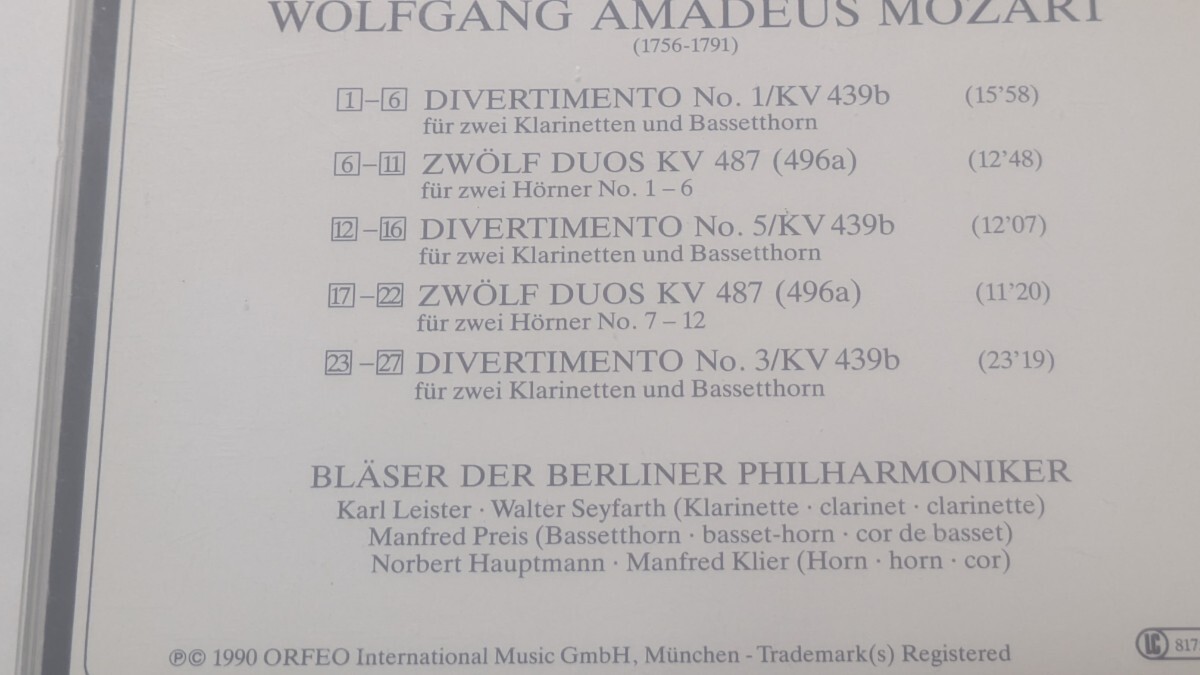 WOLFGANG AMADEUS MOZART
(1756-1791)
1–6 DIVERTIMENTO No. 1/KV 439b (15'58)
für zwei Klarinetten und Bassetthorn
6–11 ZWÖLF DUOS KV 487 (496a) (12'48)
für zwei Hörner No. 1 – 6
12–16 DIVERTIMENTO No. 5/KV 439b (12'07)
für zwei Klarinetten und Bassetthorn
17–22 ZWÖLF DUOS KV 487 (496a) (11'20)
für zwei Hörner No. 7 – 12
23–27 DIVERTIMENTO No. 3/KV 439b (23'19)
für zwei Klarinetten und Bassetthorn
BLÄSER DER BERLINER PHILHARMONIKER
Karl Leister · Walter Seyfarth (Klarinette · clarinet · clarinette)
Manfred Preis (Bassetthorn · basset-horn · cor de basset)
Norbert Hauptmann · Manfred Klier (Horn · horn · cor)
℗© 1990 ORFEO International Music GmbH, München - Trademark(s) Registered
LC 817